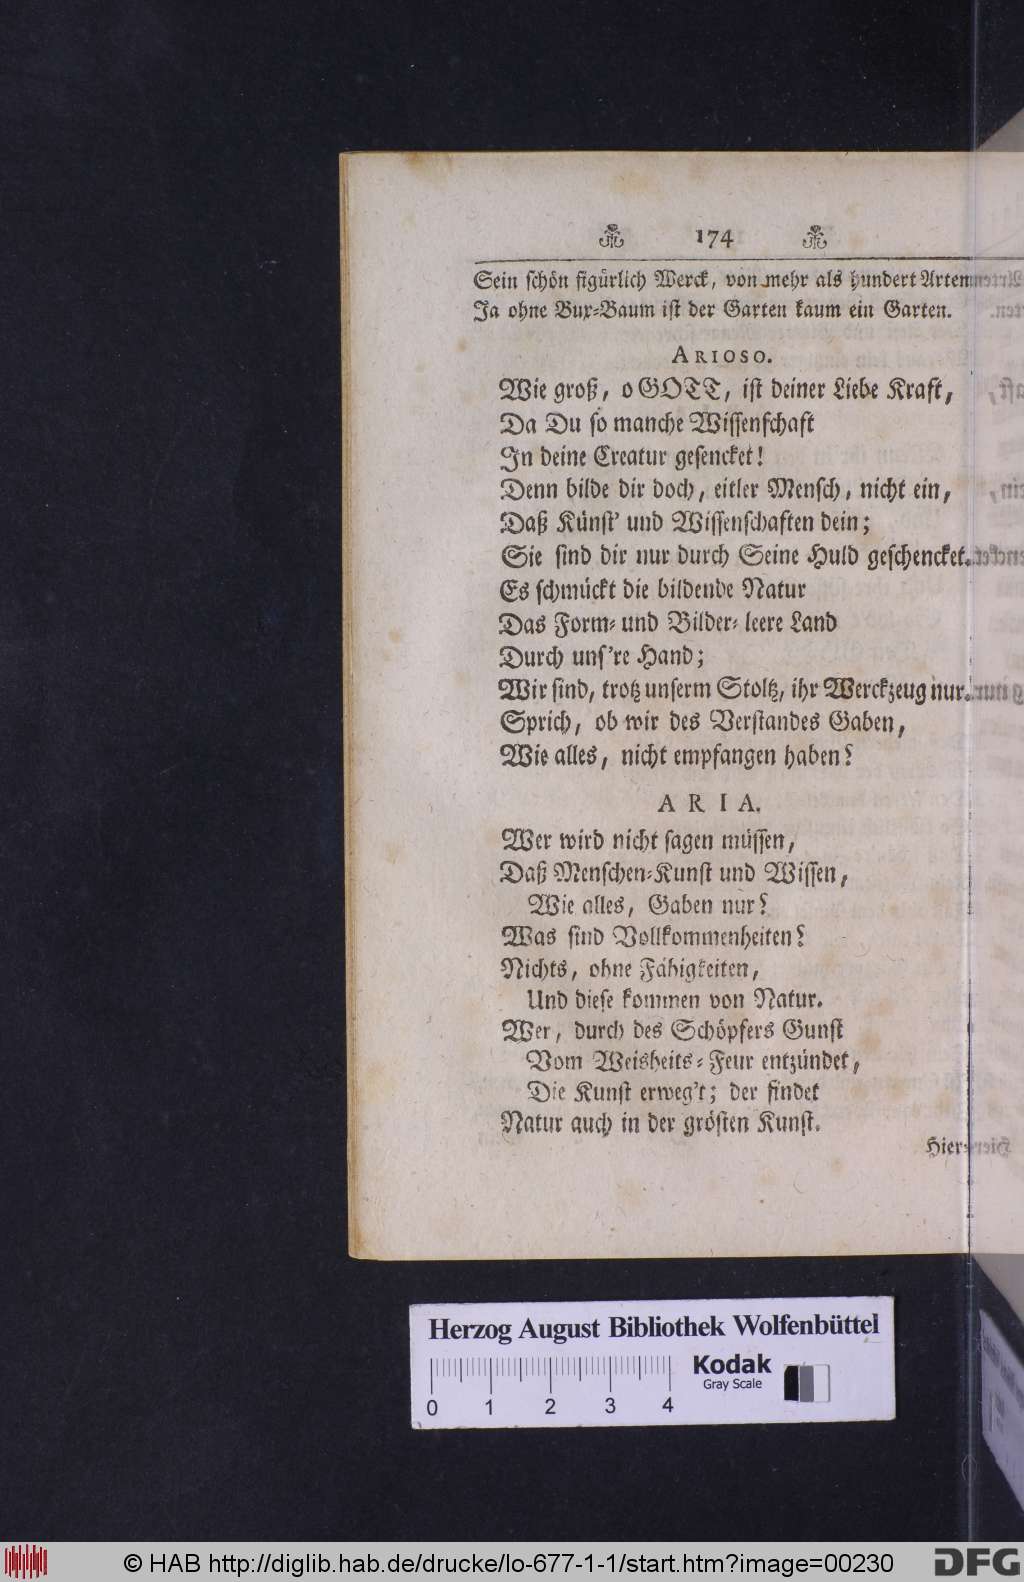 174
Sein schön figürlich Werck, von mehr als hundert Arten
Ja ohne Bux-Baum ist der Garten kaum ein Garten.
ARIOSO.
Wie groß, o GOTT, ist deiner Liebe Kraft,
Da Du so manche Wissenschaft
In deine Creatur gesencket!
Denn bilde dir doch, eitler Mensch, nicht ein,
Daß Künst' und Wissenschaften dein;
Sie sind dir nur durch Seine Huld geschencket.
Es schmückt die bildende Natur
Das Form- und Bilder-leere Land
Durch uns're Hand;
Wir sind, trotz unserm Stoltz, ihr Werckzeug nur.
Sprich, ob wir des Verstandes Gaben,
Wie alles, nicht empfangen haben?
ARIA.
Wer wird nicht sagen müssen,
Daß Menschen-Kunst und Wissen,
Wie alles, Gaben nur?
Was sind Vollkommenheiten?
Nichts, ohne Fähigkeiten,
Und diese kommen von Natur.
Wer, durch des Schöpfers Gunst
Vom Weisheits-Feur entzündet,
Die Kunst erweg't; der findet
Natur auch in der grösten Kunst.
Hier-
Herzog August Bibliothek Wolfenbüttel
Kodak
Gray Scale
0 1 2 3 4
© HAB http://diglib.hab.de/drucke/lo-677-1-1/start.htm?image=00230
DFG